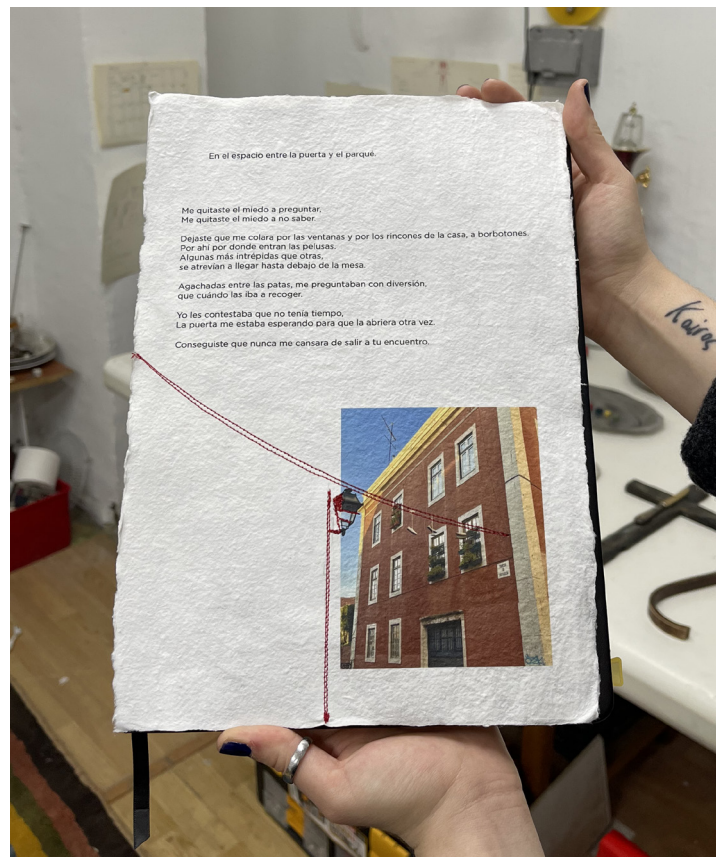 En el espacio entre la puerta y el parqué.
Me quitaste el miedo a preguntar,
Me quitaste el miedo a no saber.
Dejaste que me colara por las ventanas y por los rincones de la casa, a borbotones.
Por ahí por donde entran las pelusas.
Algunas más intrépidas que otras,
se atrevían a llegar hasta debajo de la mesa.
Agachadas entre las patas, me preguntaban con diversión,
que cuándo las iba a recoger.
Yo les contestaba que no tenía tiempo,
La puerta me estaba esperando para que la abriera otra vez.
Conseguiste que nunca me cansara de salir a tu encuentro.
Kairos